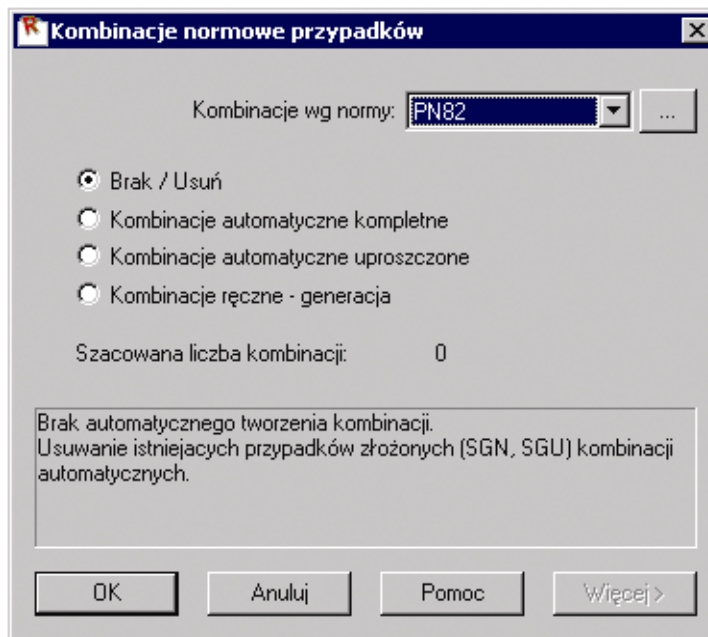 Kombinacje normowe przypadków
Kombinacje wg normy: PN82 ...
Brak / Usuń
Kombinacje automatyczne kompletne
Kombinacje automatyczne uproszczone
Kombinacje ręczne - generacja
Szacowana liczba kombinacji: 0
Brak automatycznego tworzenia kombinacji.
Usuwanie istniejacych przypadków złożonych (SGN, SGU) kombinacji
automatycznych.
OK Anuluj Pomoc Więcej >